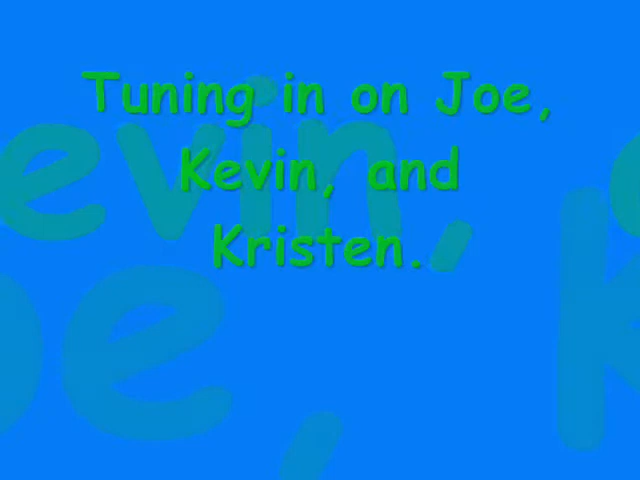 Tuning in on Joe,
Kevin, and
Kristen.